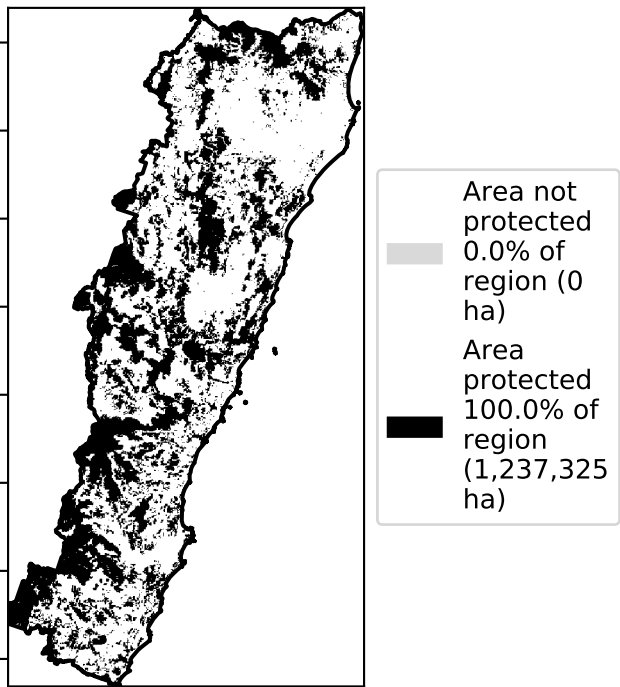 Area not
protected
0.0% of
region (0
ha)
Area
protected
100.0% of
region
(1,237,325
ha)